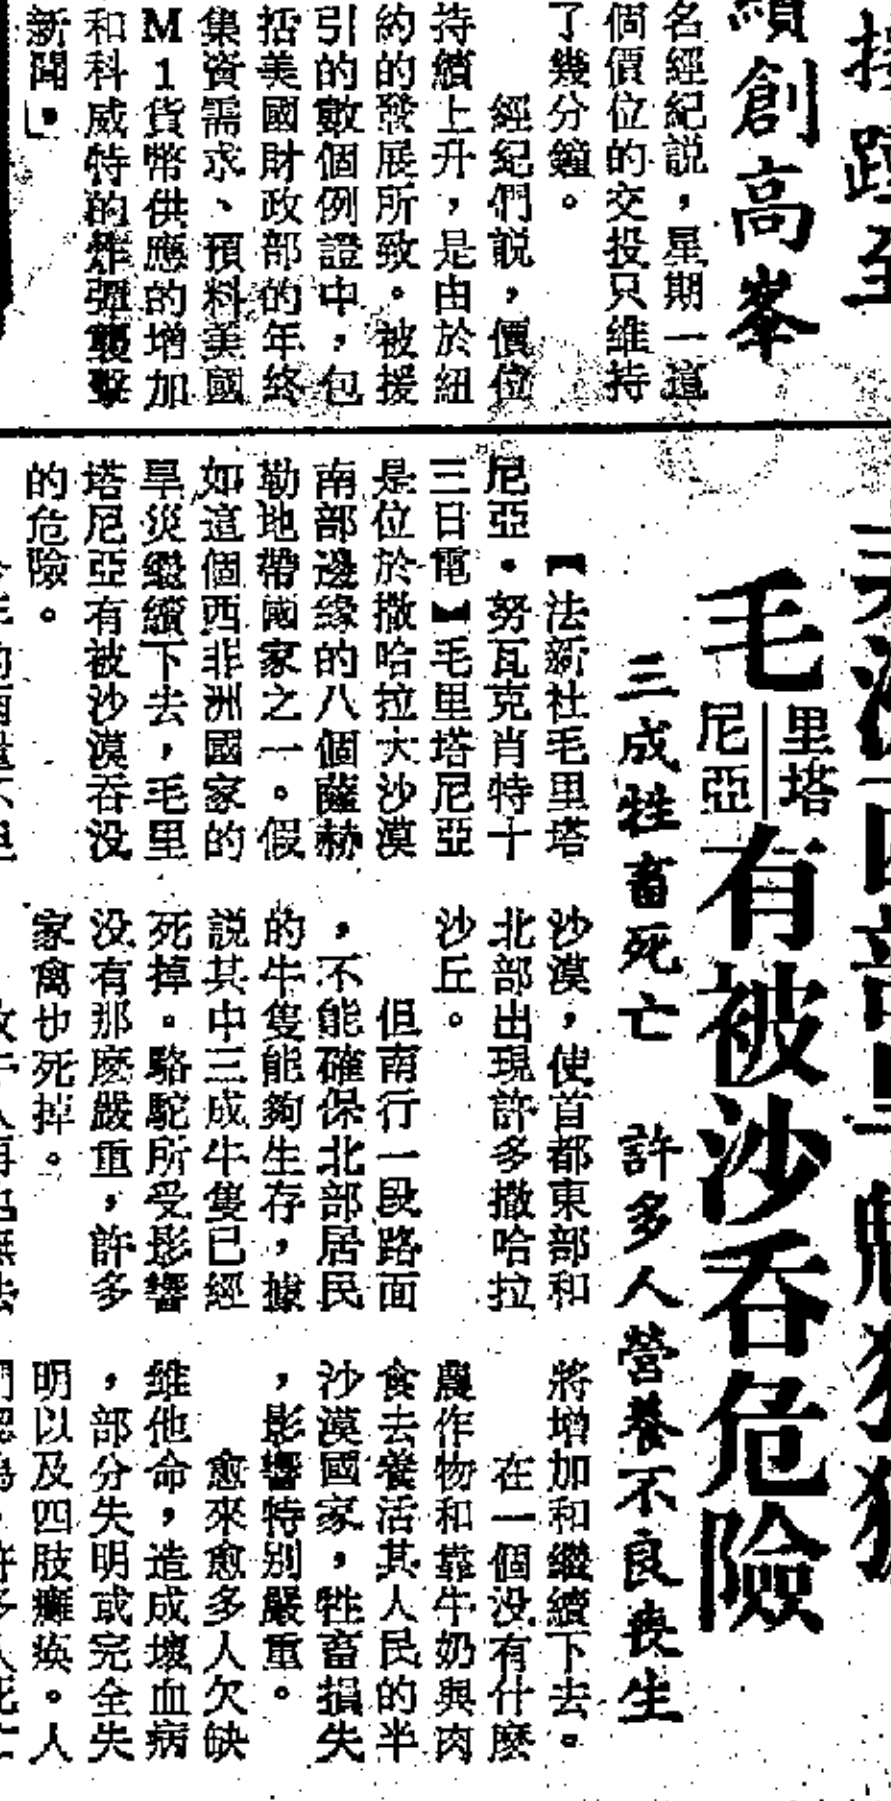 續創高峯
名經紀説，星期一這
個價位的交投只維持
了幾分鐘。
經紀們説，價位
持續上升，是由於紐
約的發展所致。被援
引的數個例證中，包
括美國財政部的年終
集資需求、預料美國
M1貨幣供應的增加
和科威特的炸彈襲擊
新聞」。
毛里塔尼亞有被沙吞危險
三成牲畜死亡　許多人營養不良喪生
【法新社毛里塔
尼亞·努瓦克肖特十
三日電】毛里塔尼亞
是位於撒哈拉大沙漠
南部邊緣的八個薩赫
勒地帶國家之一。假
如這個西非洲國家的
旱災繼續下去，毛里
塔尼亞有被沙漠吞没
的危險。
沙漠，使首都東部和
北部出現許多撒哈拉
沙丘。
但南行一段路面
，不能確保北部居民
的牛隻能夠生存，據
説其中三成牛隻已經
死掉。駱駝所受影響
没有那麽嚴重，許多
家禽也死掉。
將增加和繼續下去。
在一個没有什麽
農作物和靠牛奶與肉
食去養活其人民的半
沙漠國家，牲畜損失
，影響特別嚴重。
愈來愈多人欠缺
維他命，造成壞血病
，部分失明或完全失
明以及四肢癱瘓。人